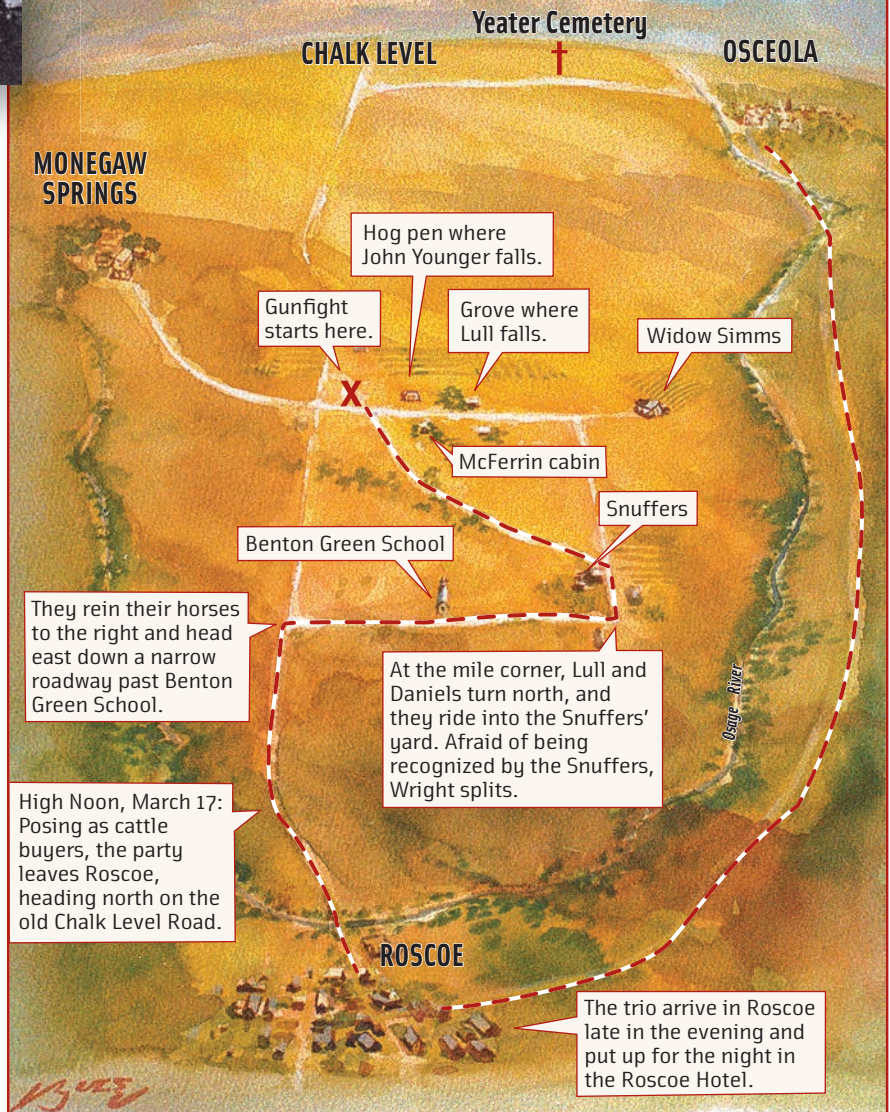 Yeater Cemetery
CHALK LEVEL
OSCEOLA
MONEGAW
SPRINGS
Hog pen where
John Younger falls.
Gunfight
starts here.
Grove where
Lull falls.
Widow Simms
X
McFerrin cabin
Snuffers
Benton Green School
They rein their horses
to the right and head
east down a narrow
roadway past Benton
Green School.
At the mile corner, Lull and
Daniels turn north, and
they ride into the Snuffers’
yard. Afraid of being
recognized by the Snuffers,
Wright splits.
Osage River
High Noon, March 17:
Posing as cattle
buyers, the party
leaves Roscoe,
heading north on the
old Chalk Level Road.
ROSCOE
The trio arrive in Roscoe
late in the evening and
put up for the night in
the Roscoe Hotel.